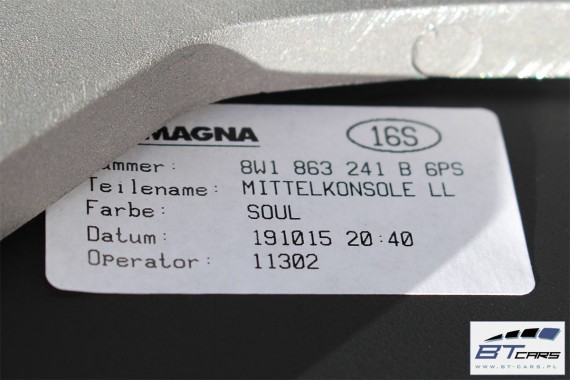 MAGNA 16S
ummer: 8W1 863 241 B 6PS
Teilename: MITTELKONSOLE LL
Farbe: SOUL
Datum: 191015 20:40
Operator: 11302
BTCARS
WWW.BT-CARS.PL